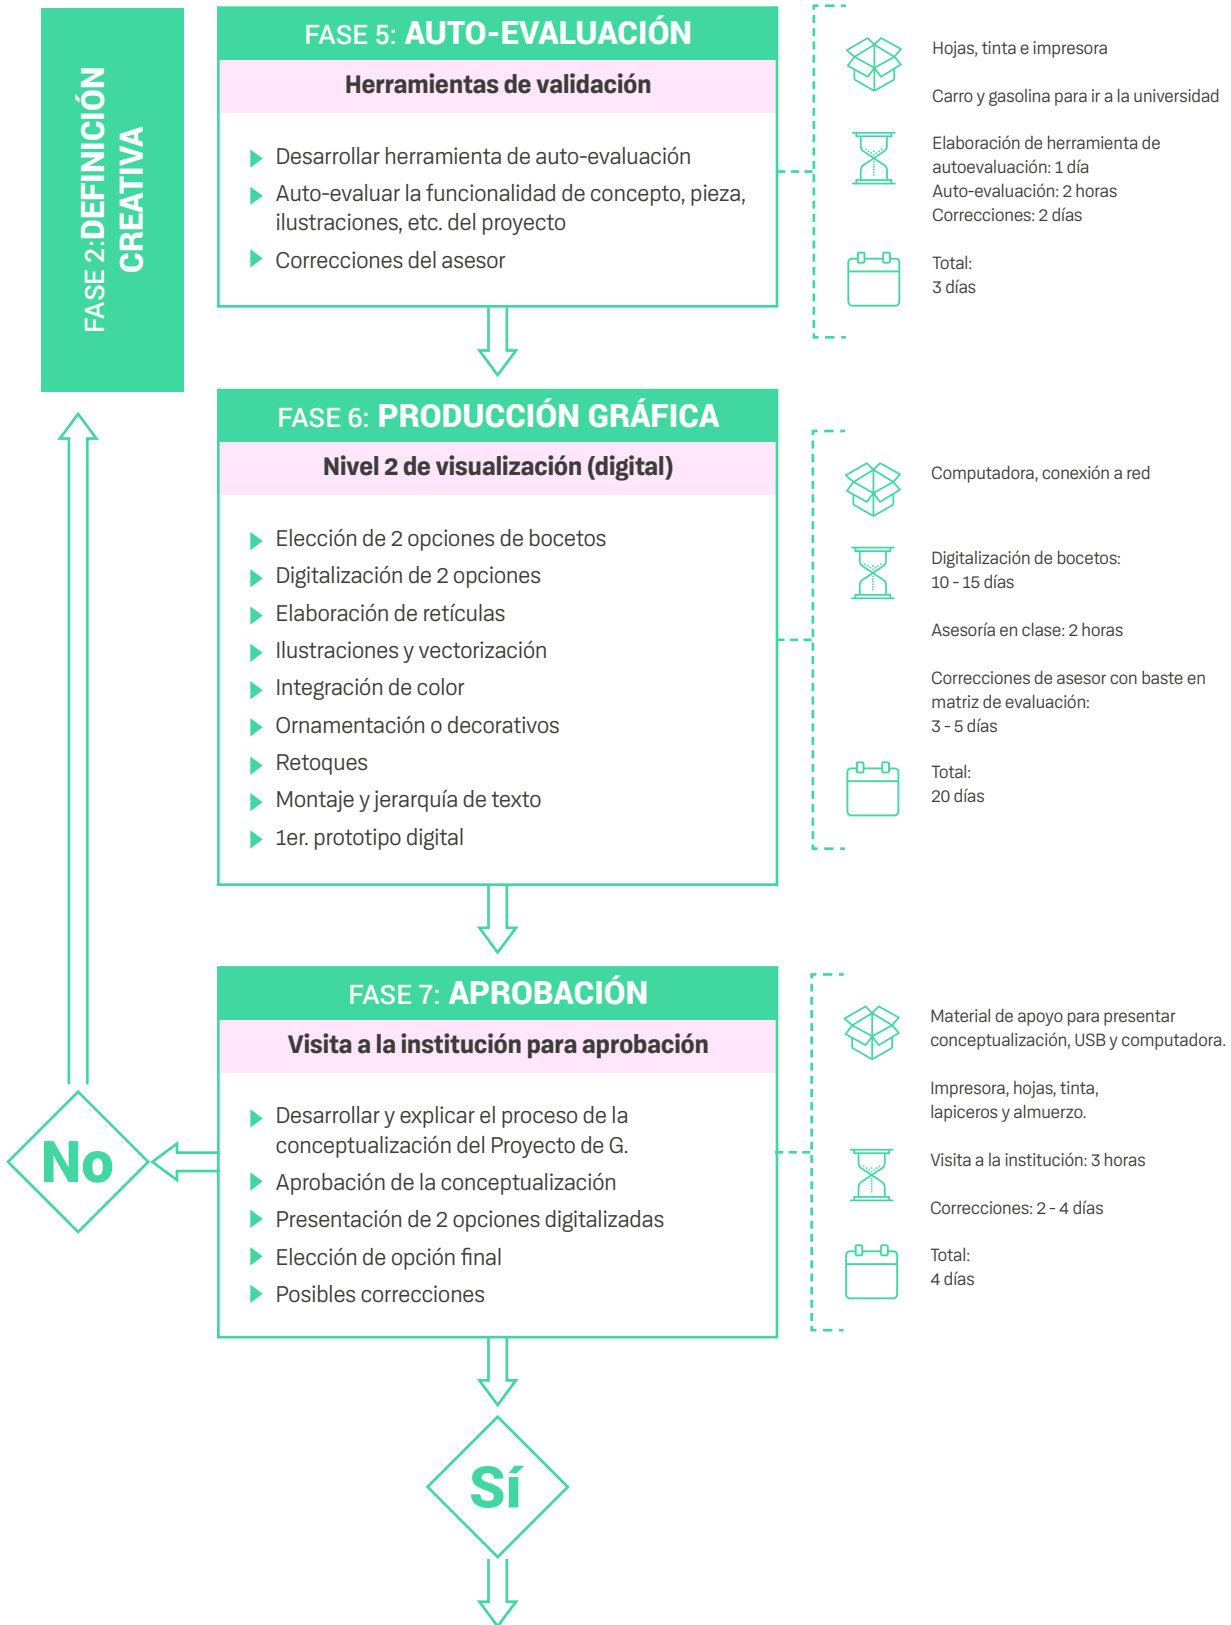 FASE 2:DEFINICIÓN
CREATIVA
FASE 5: AUTO-EVALUACIÓN
Herramientas de validación
Desarrollar herramienta de auto-evaluación
Auto-evaluar la funcionalidad de concepto, pieza,
ilustraciones, etc. del proyecto
Correcciones del asesor
Hojas, tinta e impresora
Carro y gasolina para ir a la universidad
Elaboración de herramienta de
autoevaluación: 1 día
Auto-evaluación: 2 horas
Correcciones: 2 días
Total:
3 días
FASE 6: PRODUCCIÓN GRÁFICA
Nivel 2 de visualización (digital)
Elección de 2 opciones de bocetos
Digitalización de 2 opciones
Elaboración de retículas
Ilustraciones y vectorización
Integración de color
Ornamentación o decorativos
Retoques
Montaje y jerarquía de texto
1er. prototipo digital
Computadora, conexión a red
Digitalización de bocetos:
10 - 15 días
Asesoría en clase: 2 horas
Correcciones de asesor con baste en
matriz de evaluación:
3 - 5 días
Total:
20 días
FASE 7: APROBACIÓN
Visita a la institución para aprobación
Desarrollar y explicar el proceso de la
conceptualización del Proyecto de G.
Aprobación de la conceptualización
Presentación de 2 opciones digitalizadas
Elección de opción final
Posibles correcciones
Material de apoyo para presentar
conceptualización, USB y computadora.
Impresora, hojas, tinta,
lapiceros y almuerzo.
Visita a la institución: 3 horas
Correcciones: 2 - 4 días
Total:
4 días
No
Sí